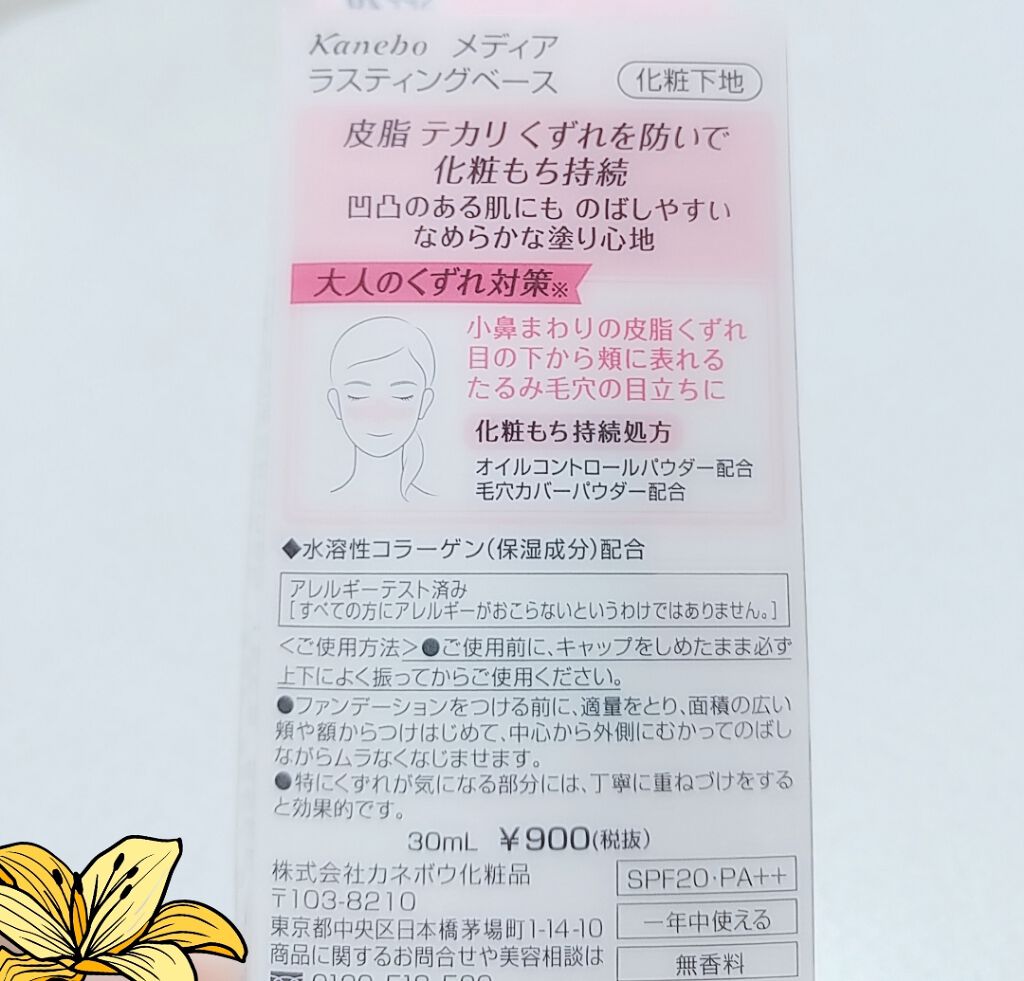 Kanebo メディア
ラスティングベース
化粧下地
皮脂 テカリ くずれを防いで
化粧もち持続
凹凸のある肌にも のばしやすい
なめらかな塗り心地
大人のくずれ対策※
小鼻まわりの皮脂くずれ
目の下から頬に表れる
たるみ毛穴の目立ちに
化粧もち持続処方
オイルコントロールパウダー配合
毛穴カバーパウダー配合
◆水溶性コラーゲン(保湿成分)配合
アレルギーテスト済み
[すべての方にアレルギーがおこらないというわけではありません。]
<ご使用方法>●ご使用前に、キャップをしめたまま必ず
上下によく振ってからご使用ください。
●ファンデーションをつける前に、適量をとり、面積の広い
頬や額からつけはじめて、中心から外側にむかってのばし
ながらムラなくなじませます。
●特にくずれが気になる部分には、丁寧に重ねづけをする
と効果的です。
30mL ¥900(税抜)
株式会社カネボウ化粧品
〒103-8210
東京都中央区日本橋茅場町1-14-10
商品に関するお問合せや美容相談は
SPF20・PA++
一年中使える
無香料